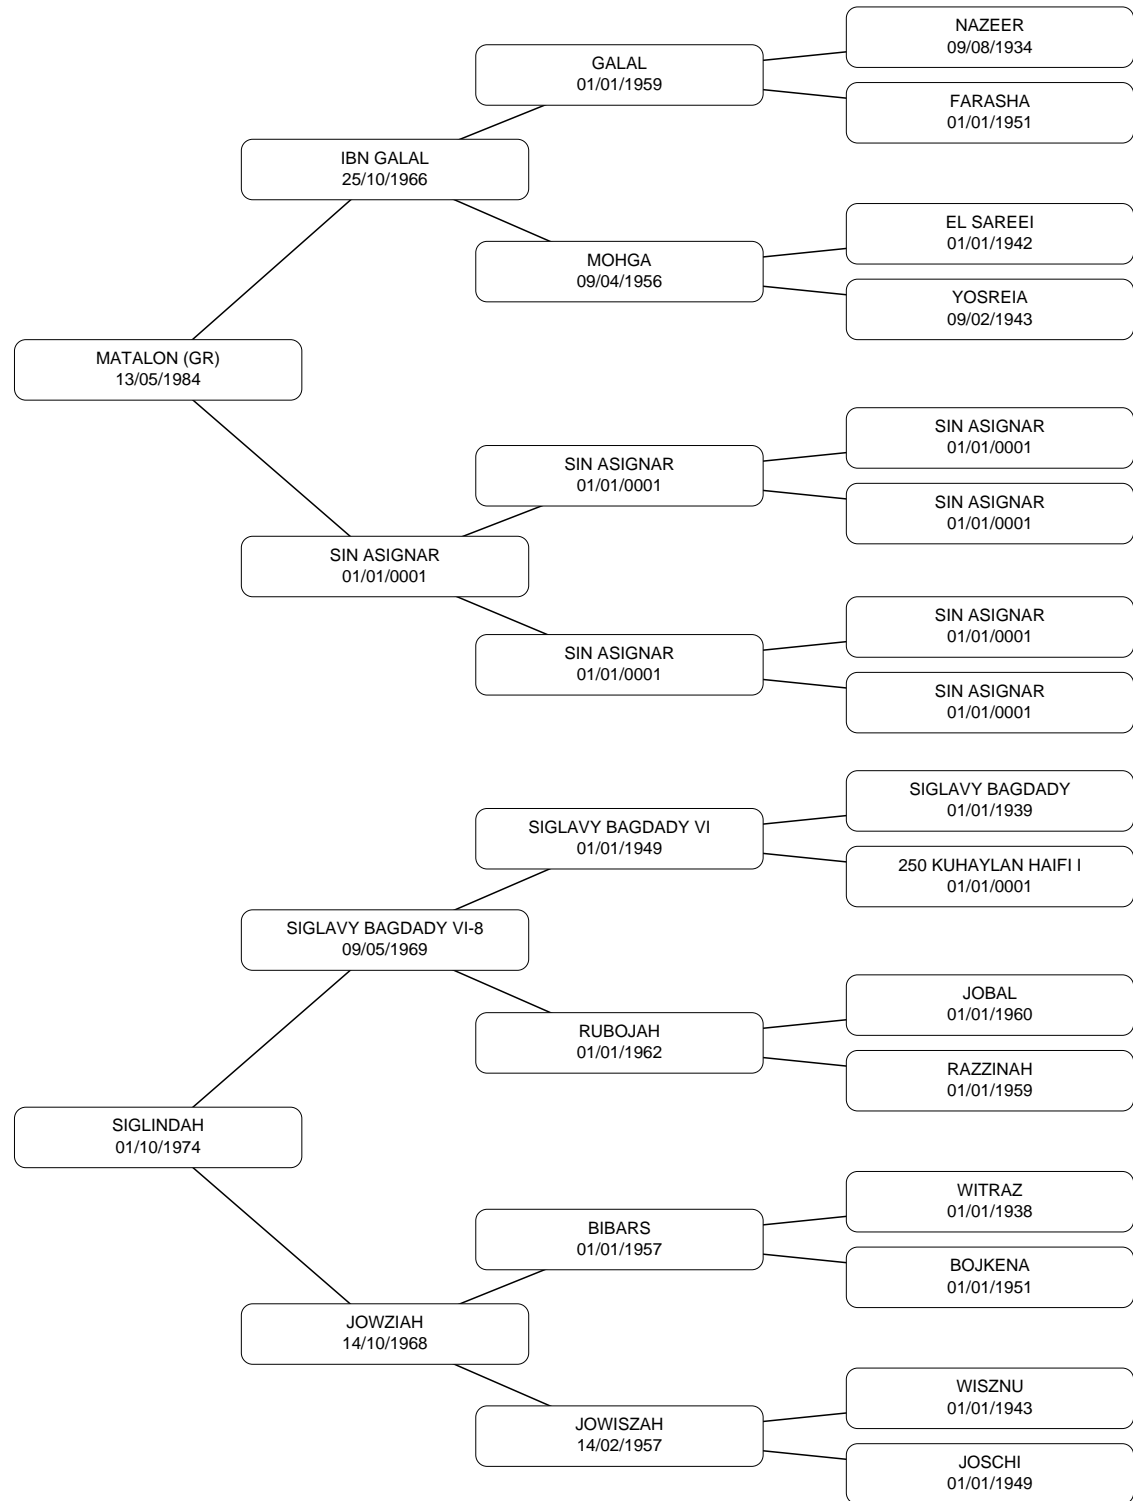 NAZEER
09/08/1934
GALAL
01/01/1959
FARASHA
01/01/1951
IBN GALAL
25/10/1966
EL SAREEI
01/01/1942
MOHGA
09/04/1956
YOSREIA
09/02/1943
MATALON (GR)
13/05/1984
SIN ASIGNAR
01/01/0001
SIN ASIGNAR
01/01/0001
SIN ASIGNAR
01/01/0001
SIN ASIGNAR
01/01/0001
SIN ASIGNAR
01/01/0001
SIN ASIGNAR
01/01/0001
SIN ASIGNAR
01/01/0001
SIGLAVY BAGDADY
01/01/1939
SIGLAVY BAGDADY VI
01/01/1949
250 KUHAYLAN HAIFI I
01/01/0001
SIGLAVY BAGDADY VI-8
09/05/1969
JOBAL
01/01/1960
RUBOJAH
01/01/1962
RAZZINAH
01/01/1959
SIGLINDAH
01/10/1974
WITRAZ
01/01/1938
BIBARS
01/01/1957
BOJKENA
01/01/1951
JOWZIAH
14/10/1968
WISZNU
01/01/1943
JOWISZAH
14/02/1957
JOSCHI
01/01/1949